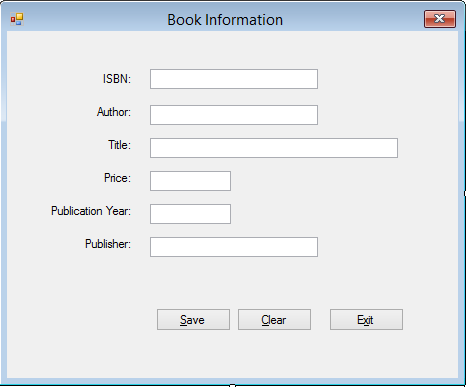 Book Information
ISBN:
Author:
Title:
Price:
Publication Year:
Publisher:
Save Clear Exit